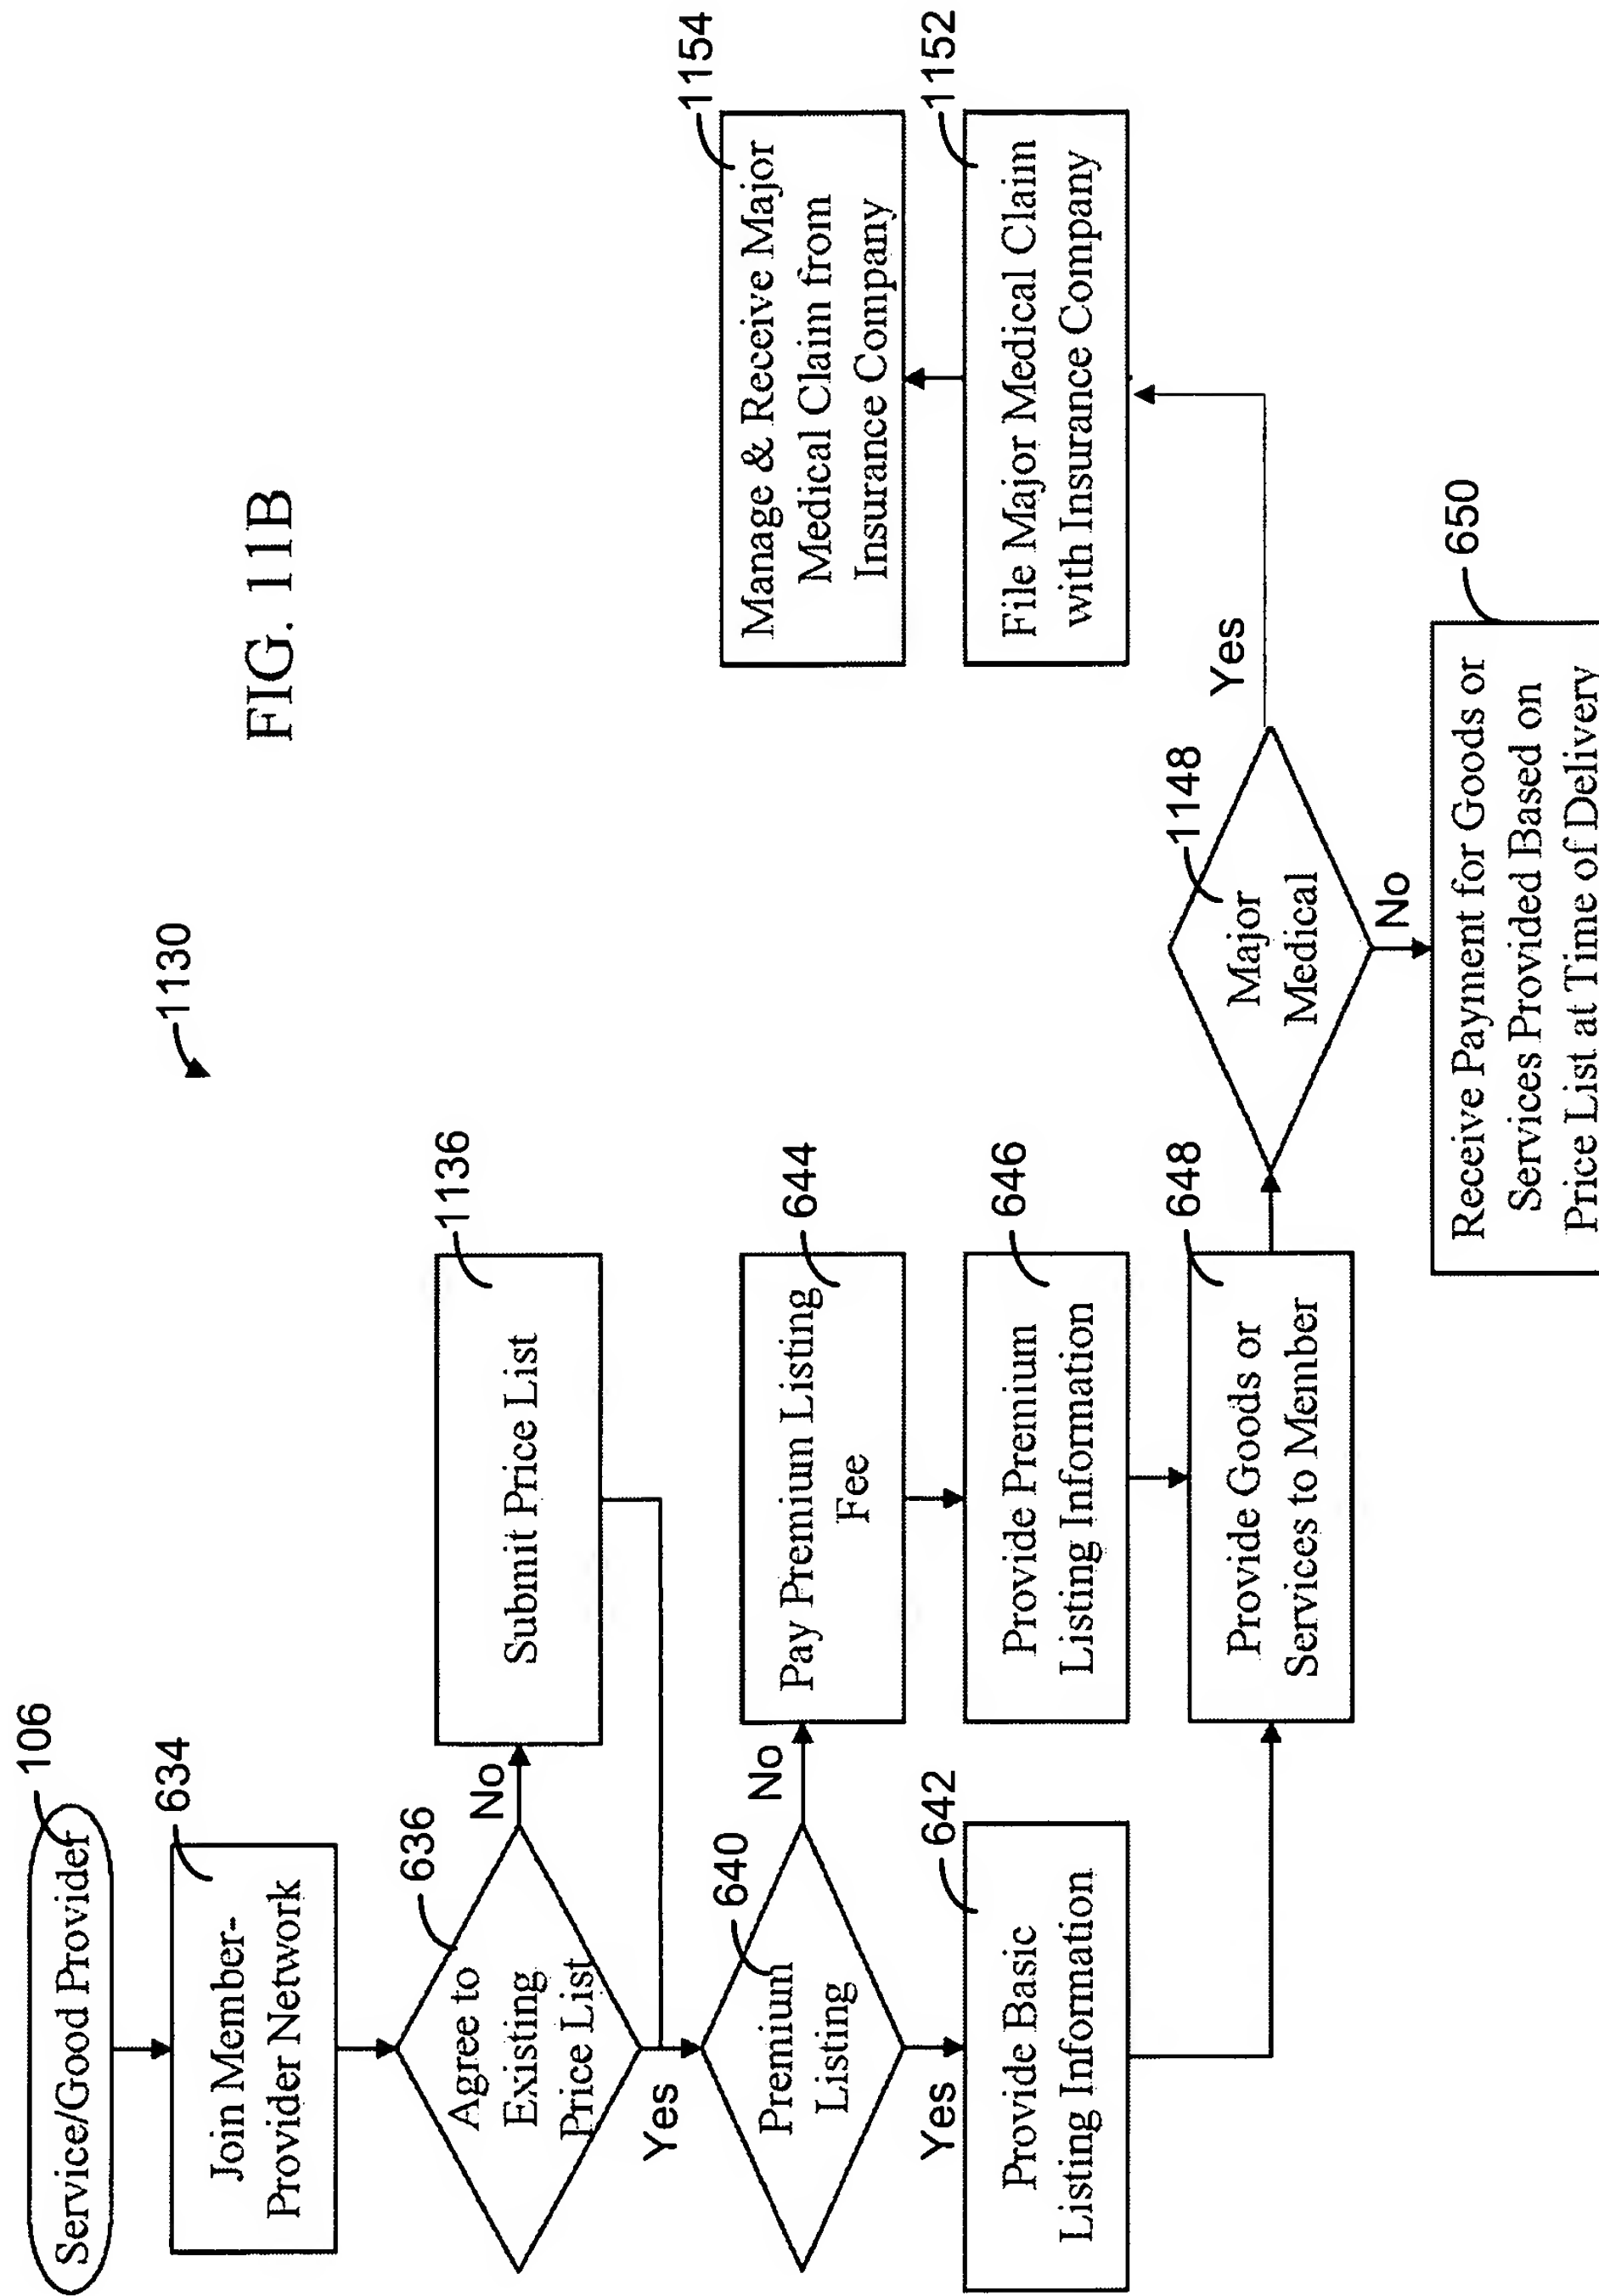 FIG. 11B
1130
Service/Good Provider
106
Join Member-
Provider Network
634
Agree to
Existing
Price List
636
No
Yes
Submit Price List
1136
Premium
Listing
640
No
Yes
Pay Premium Listing
Fee
644
Provide Premium
Listing Information
646
Provide Basic
Listing Information
642
Provide Goods or
Services to Member
648
Major
Medical
1148
Yes
No
File Major Medical Claim
with Insurance Company
1152
Manage & Receive Major
Medical Claim from
Insurance Company
1154
Receive Payment for Goods or
Services Provided Based on
Price List at Time of Delivery
650